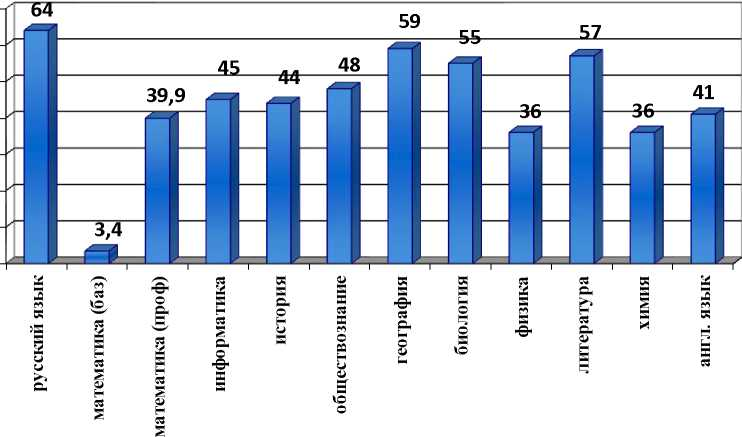 64
3,4
39,9
45
44
48
59
55
36
57
36
41
русский язык
математика (баз)
математика (проф)
информатика
история
обществознание
география
биология
физика
литература
химия
англ. язык